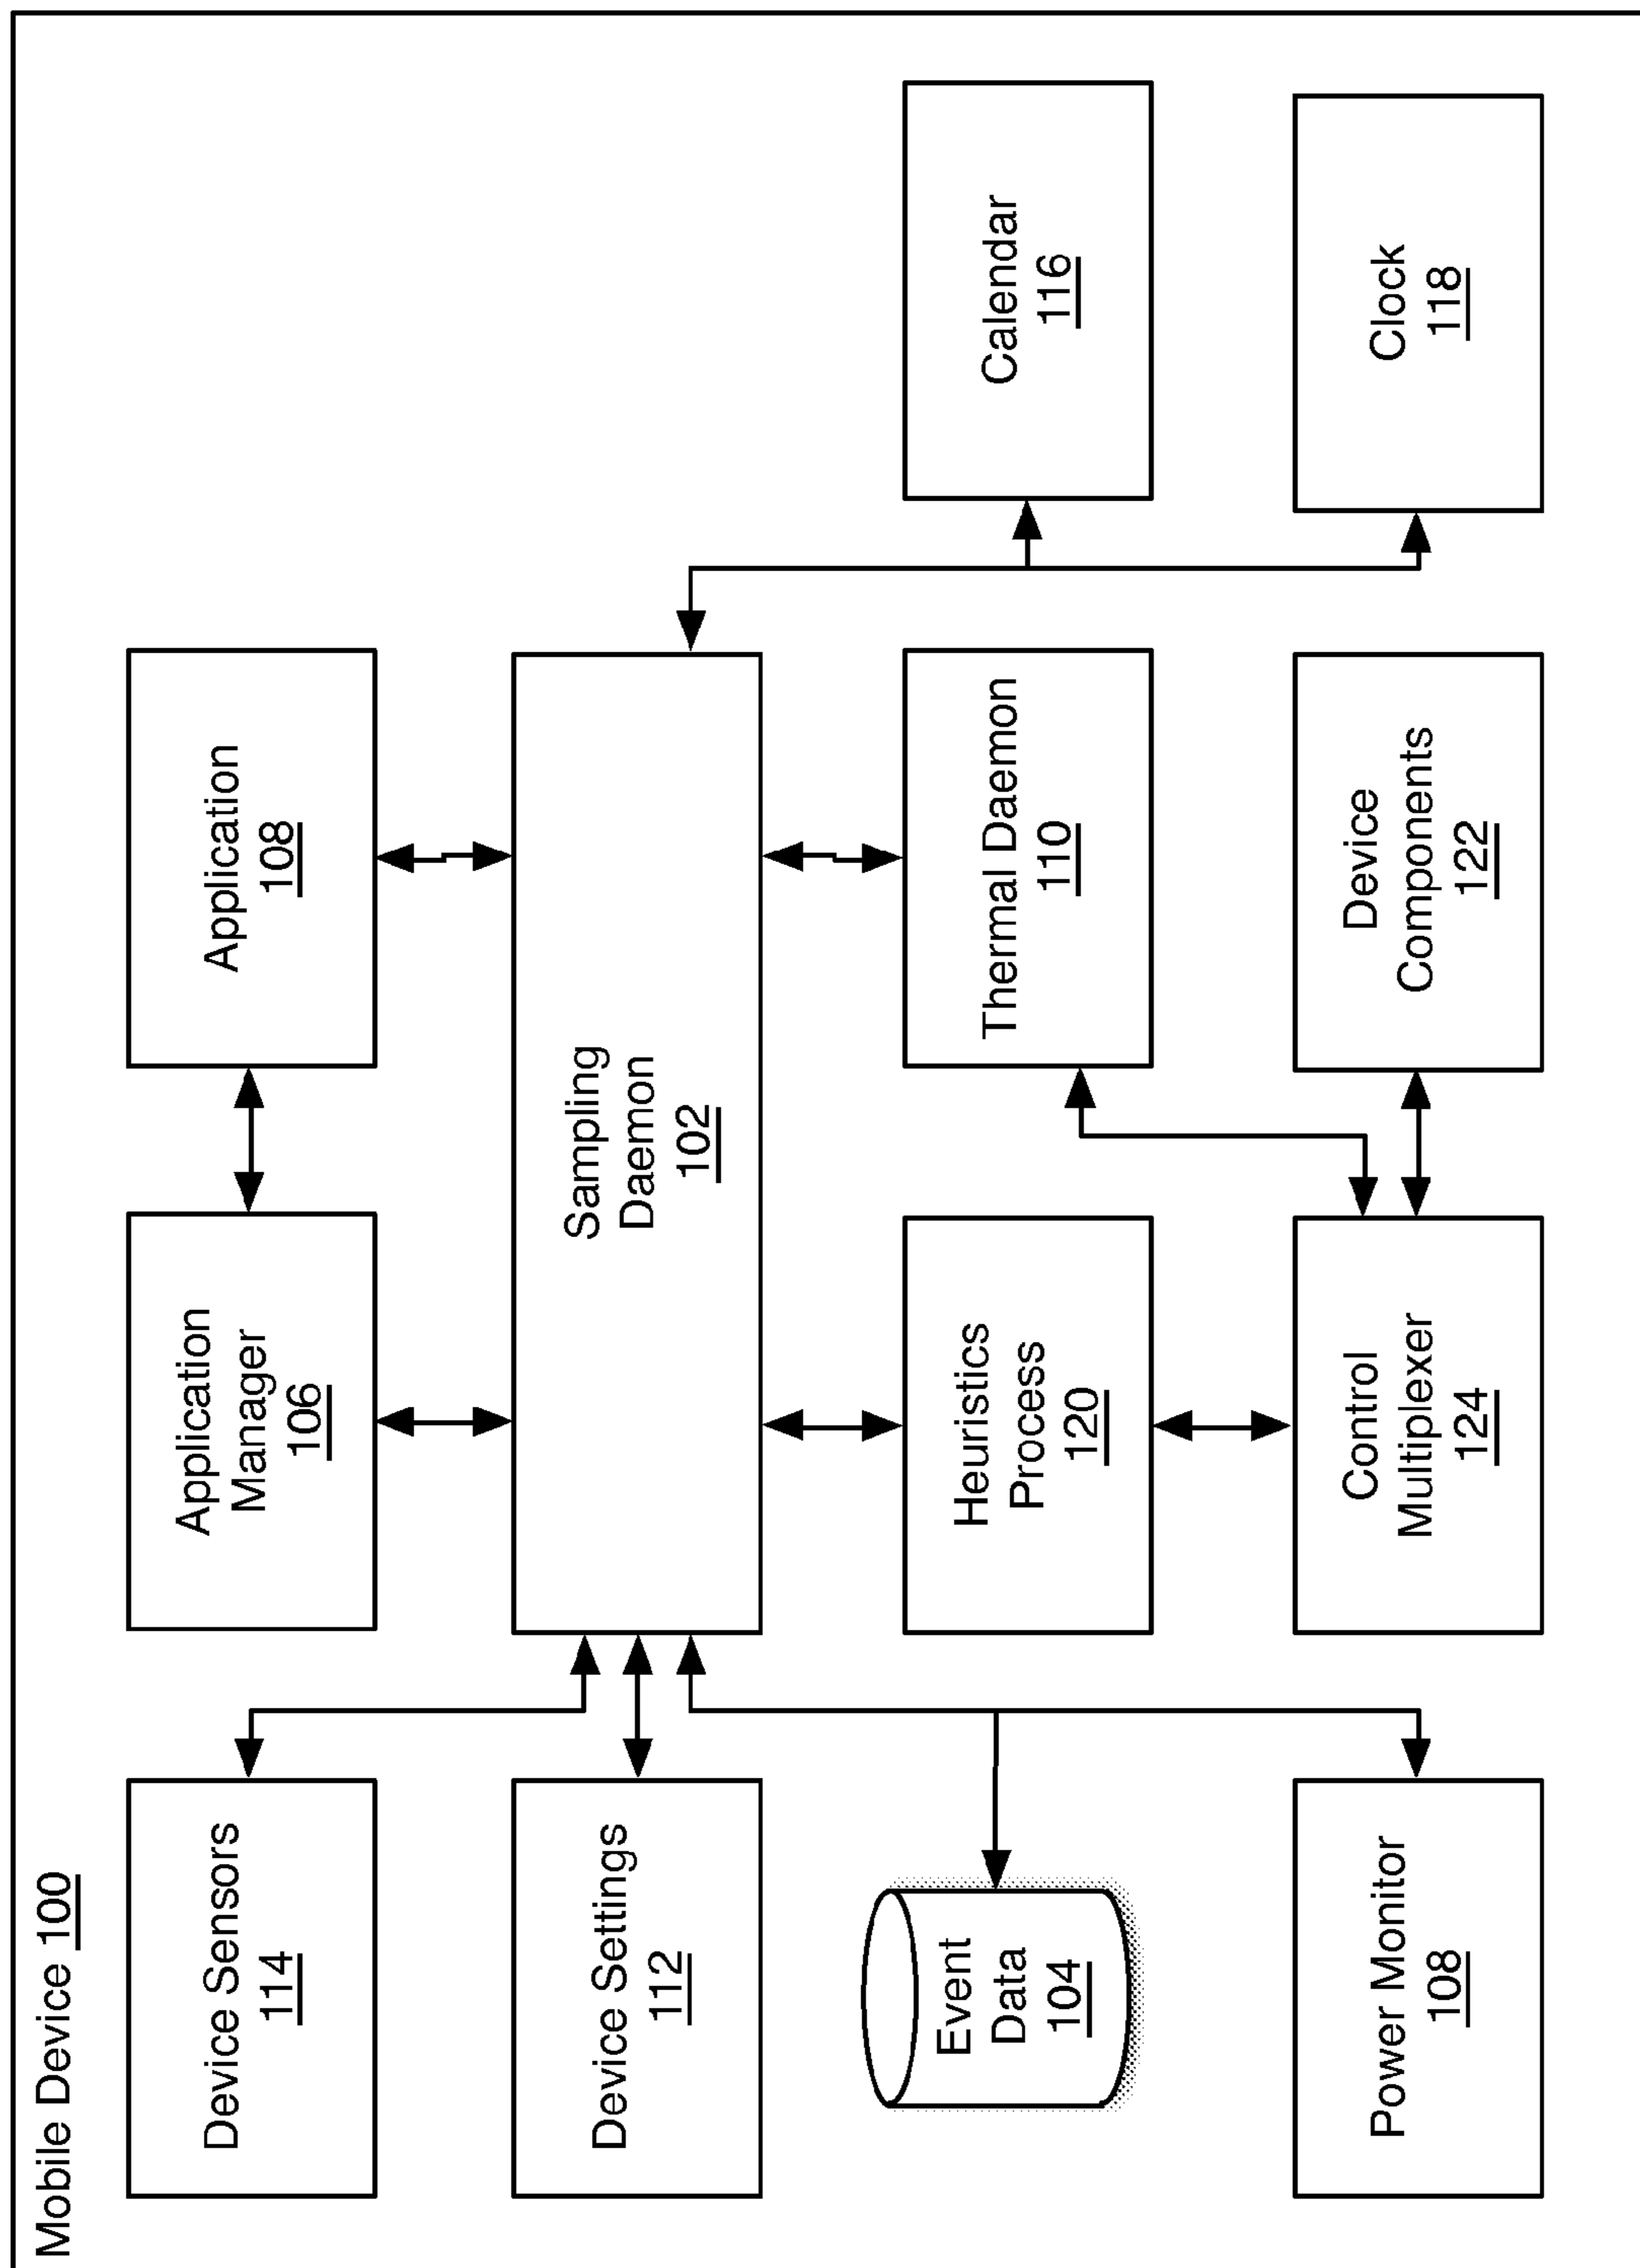 Mobile Device 100
Device Sensors
114
Application
Manager
106
Application
108
Device Settings
112
Sampling
Daemon
102
Event
Data
104
Heuristics
Process
120
Thermal Daemon
110
Calendar
116
Power Monitor
108
Control
Multiplexer
124
Device
Components
122
Clock
118